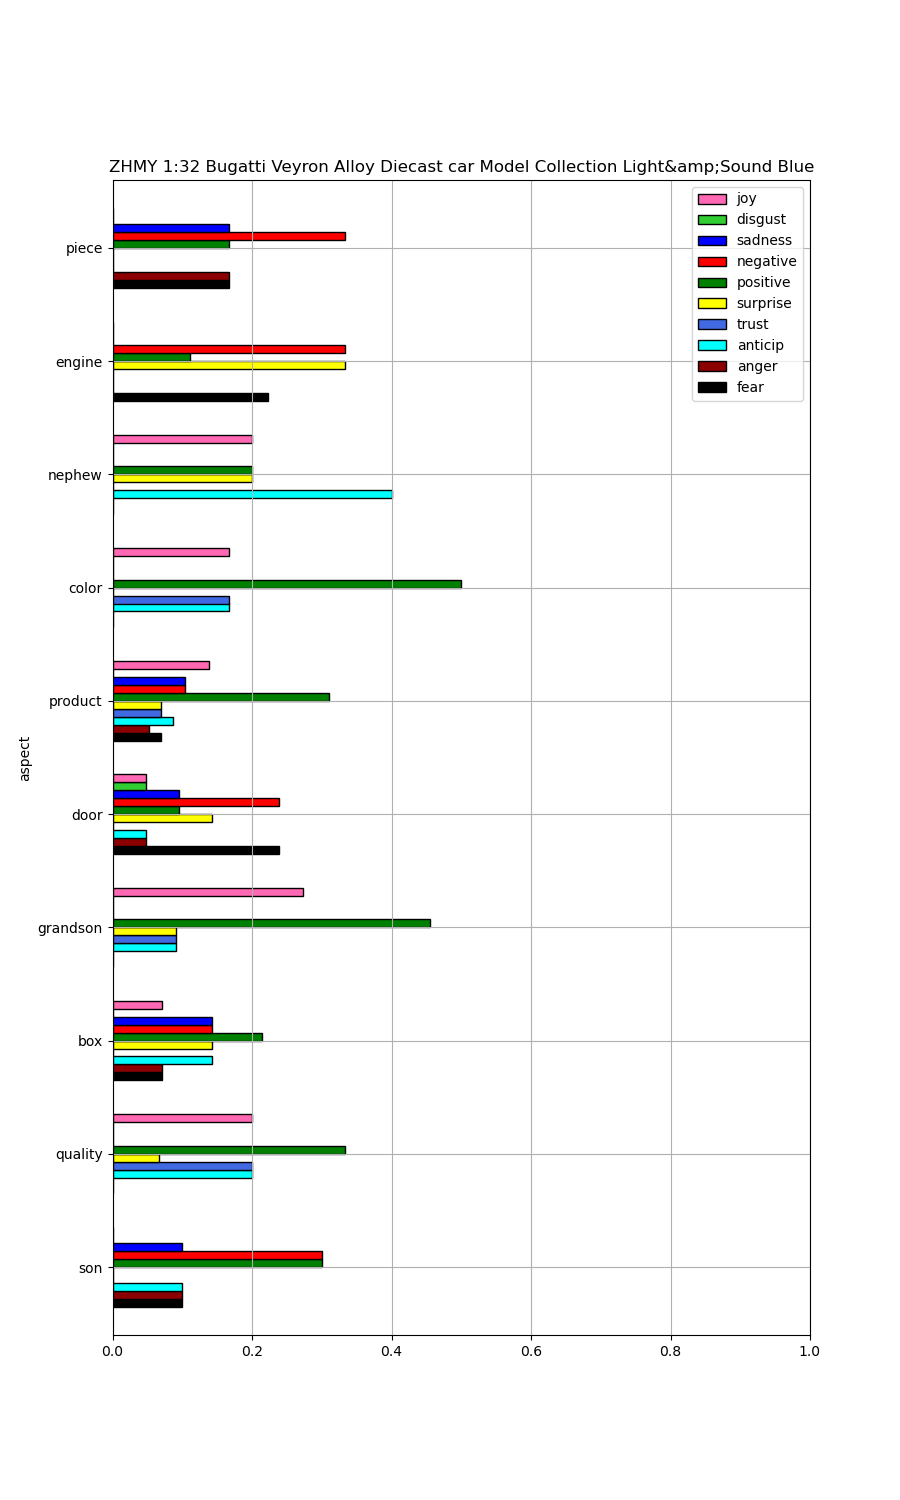 ZHMY 1:32 Bugatti Veyron Alloy Diecast car Model Collection Light&amp;Sound Blue
joy
disgust
sadness
negative
positive
surprise
trust
anticip
anger
fear
piece
engine
nephew
color
product
door
grandson
box
quality
son
aspect
0.0 0.2 0.4 0.6 0.8 1.0